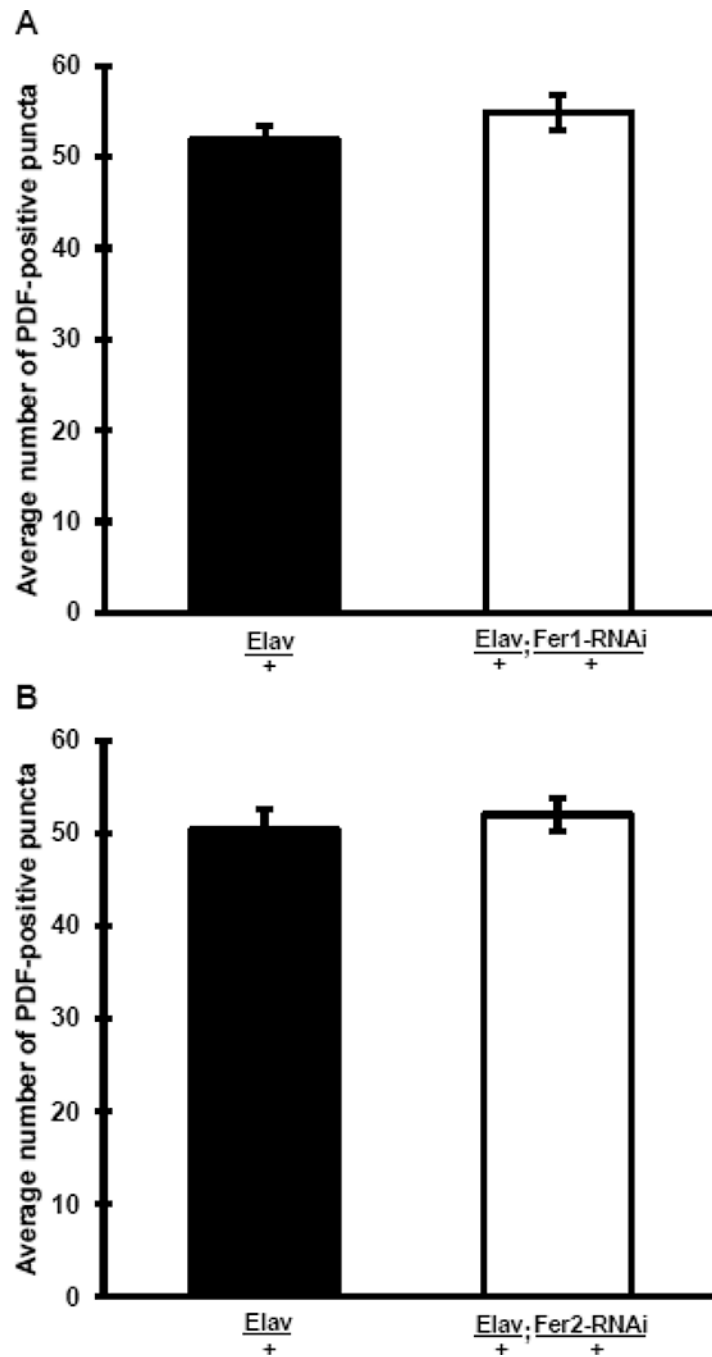 A
Average number of PDF-positive puncta
60
50
40
30
20
10
0
Elav
+
Elav;Fer1-RNAi
+ +
B
Average number of PDF-positive puncta
60
50
40
30
20
10
0
Elav
+
Elav;Fer2-RNAi
+ +